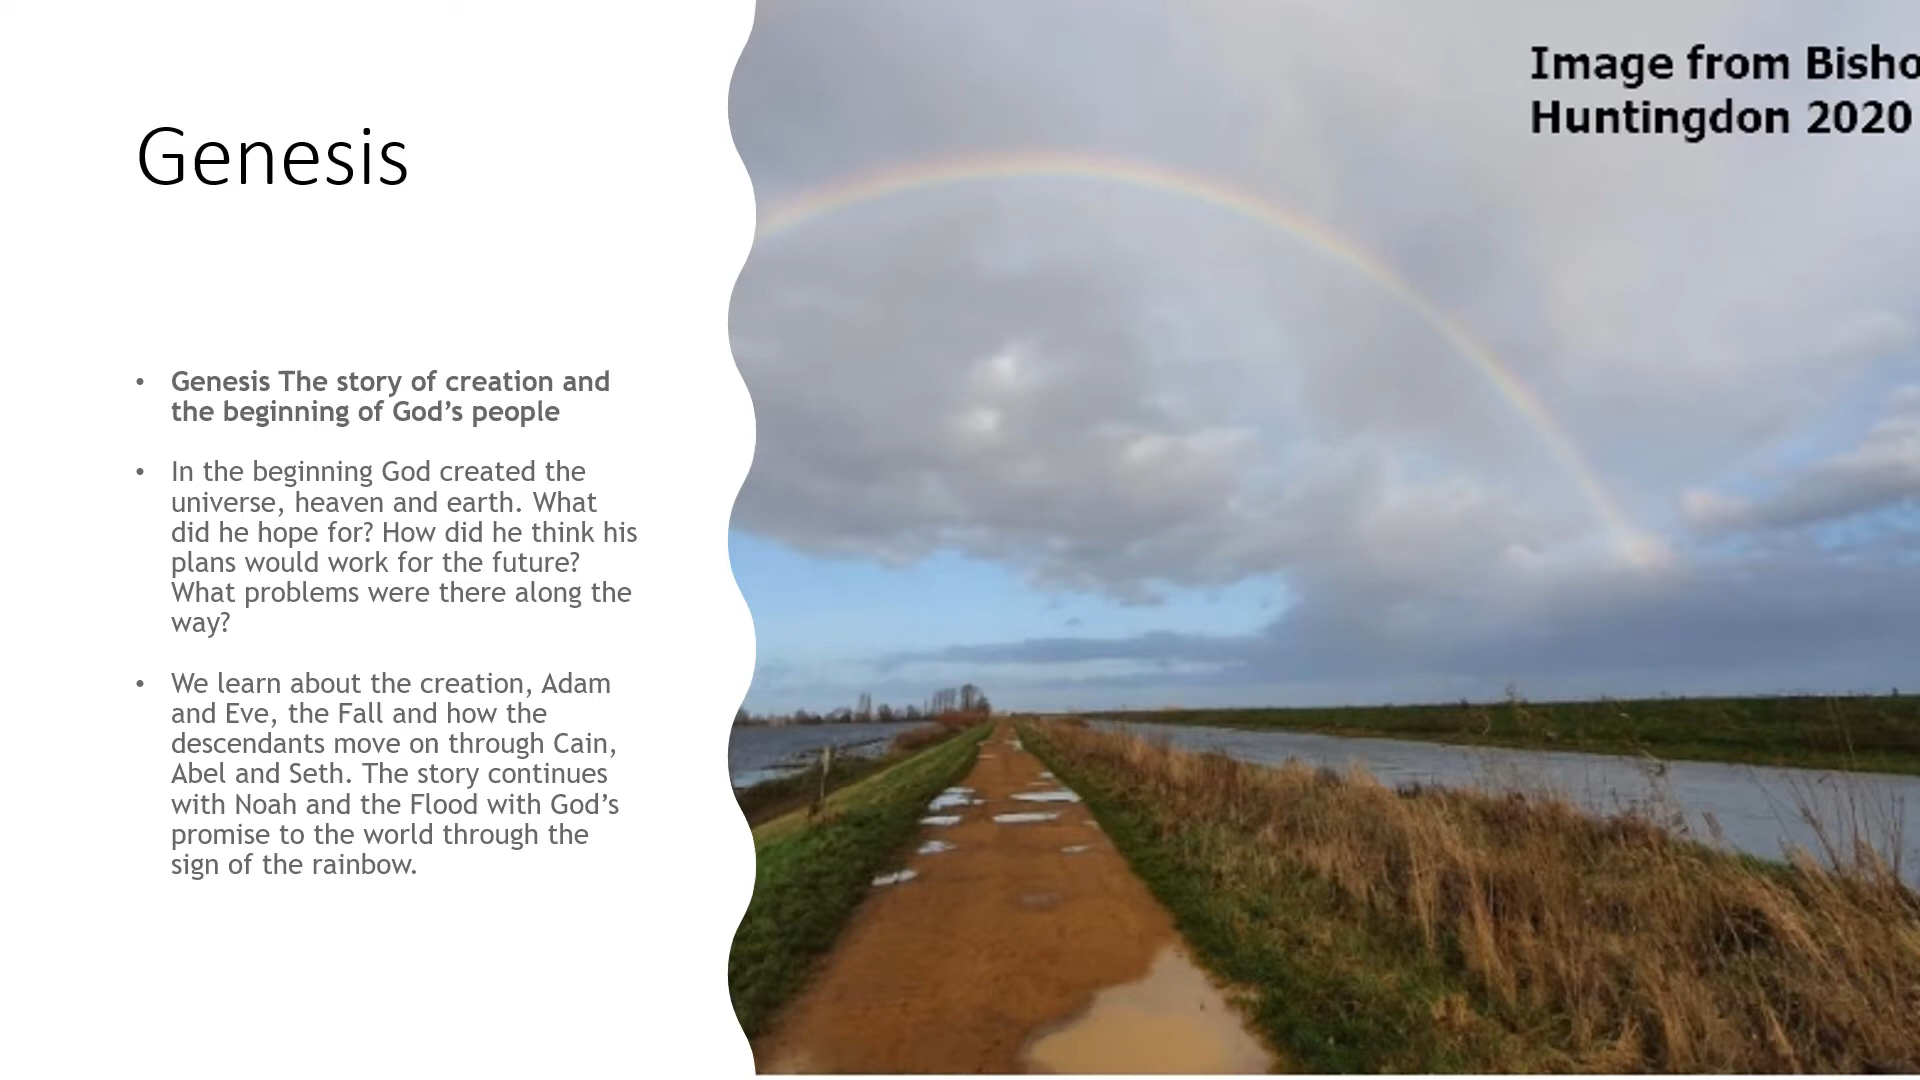 Genesis
• Genesis The story of creation and
the beginning of God’s people
• In the beginning God created the
universe, heaven and earth. What
did he hope for? How did he think his
plans would work for the future?
What problems were there along the
way?
• We learn about the creation, Adam
and Eve, the Fall and how the
descendants move on through Cain,
Abel and Seth. The story continues
with Noah and the Flood with God’s
promise to the world through the
sign of the rainbow.
Image from
Huntingdon 2020